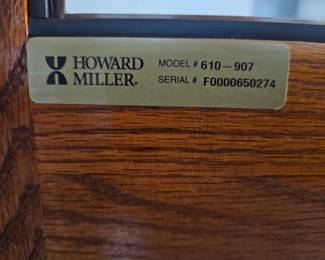 HOWARD MILLER®
MODEL # 610-907
SERIAL # F0000650274